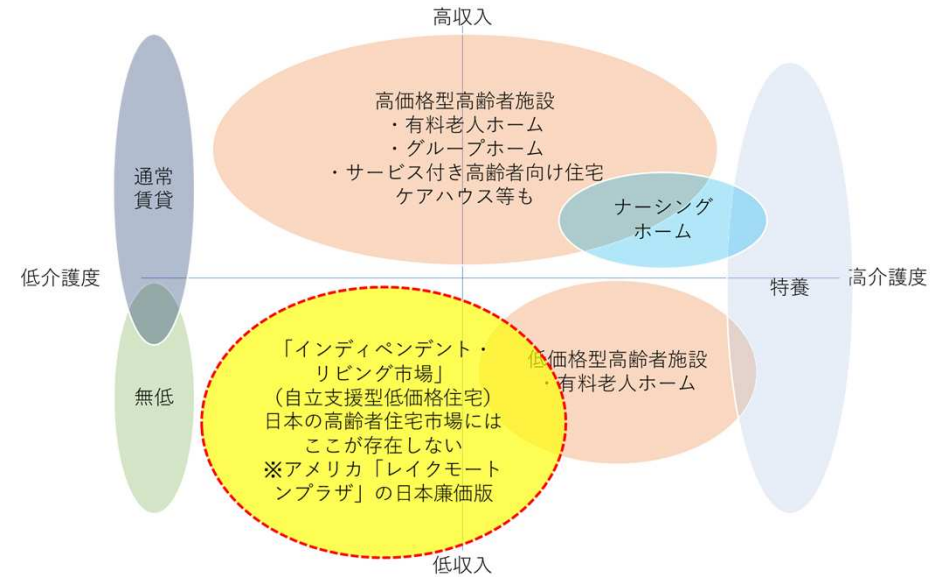 高収入
高価格型高齢者施設
・有料老人ホーム
・グループホーム
・サービス付き高齢者向け住宅
ケアハウス等も
通常
賃貸
ナーシング
ホーム
低介護度
高介護度
特養
「インディペンデント・
リビング市場」
（自立支援型低価格住宅）
日本の高齢者住宅市場には
ここが存在しない
※アメリカ「レイクモート
ンプラザ」の日本廉価版
低価格型高齢者施設
・有料老人ホーム
無低
低収入